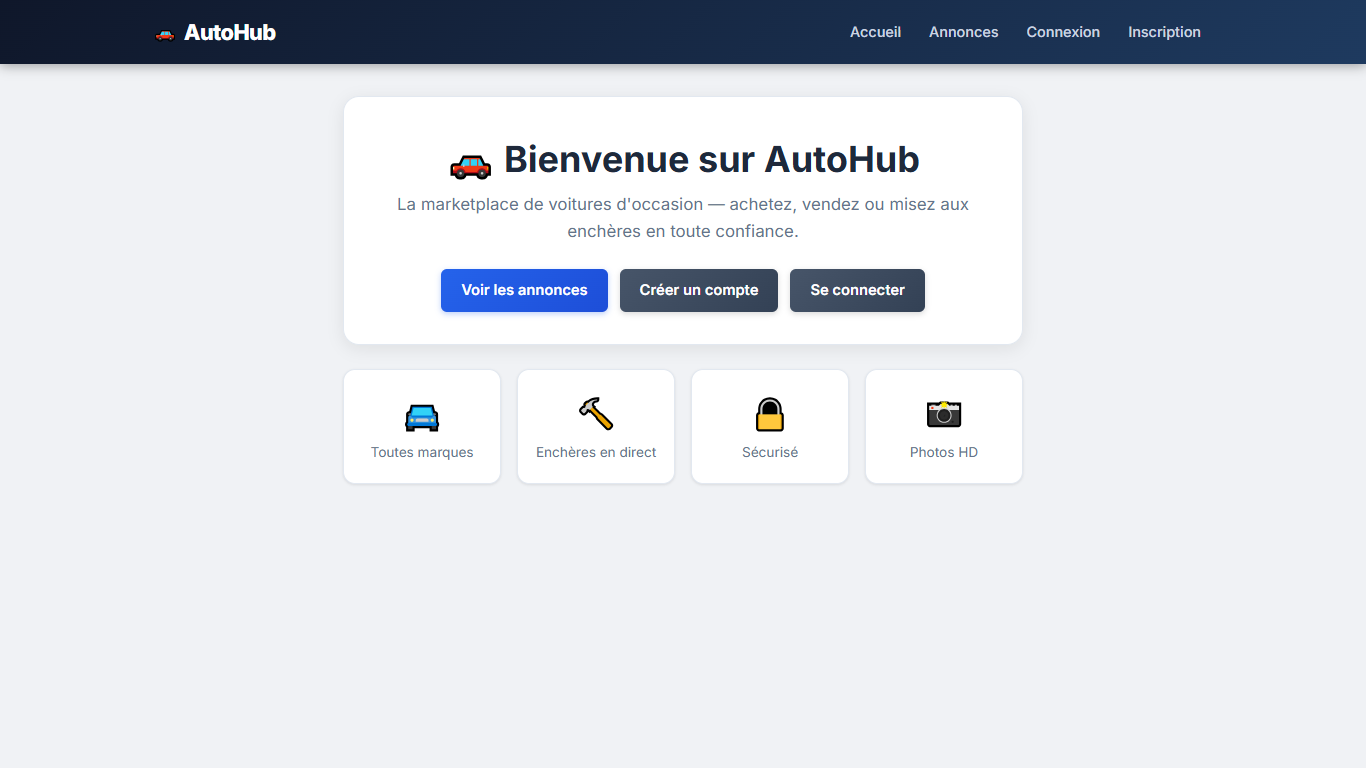 AutoHub
Accueil
Annonces
Connexion
Inscription
Bienvenue sur AutoHub
La marketplace de voitures d'occasion — achetez, vendez ou misez aux
enchères en toute confiance.
Voir les annonces
Créer un compte
Se connecter
Toutes marques
Enchères en direct
Sécurisé
Photos HD